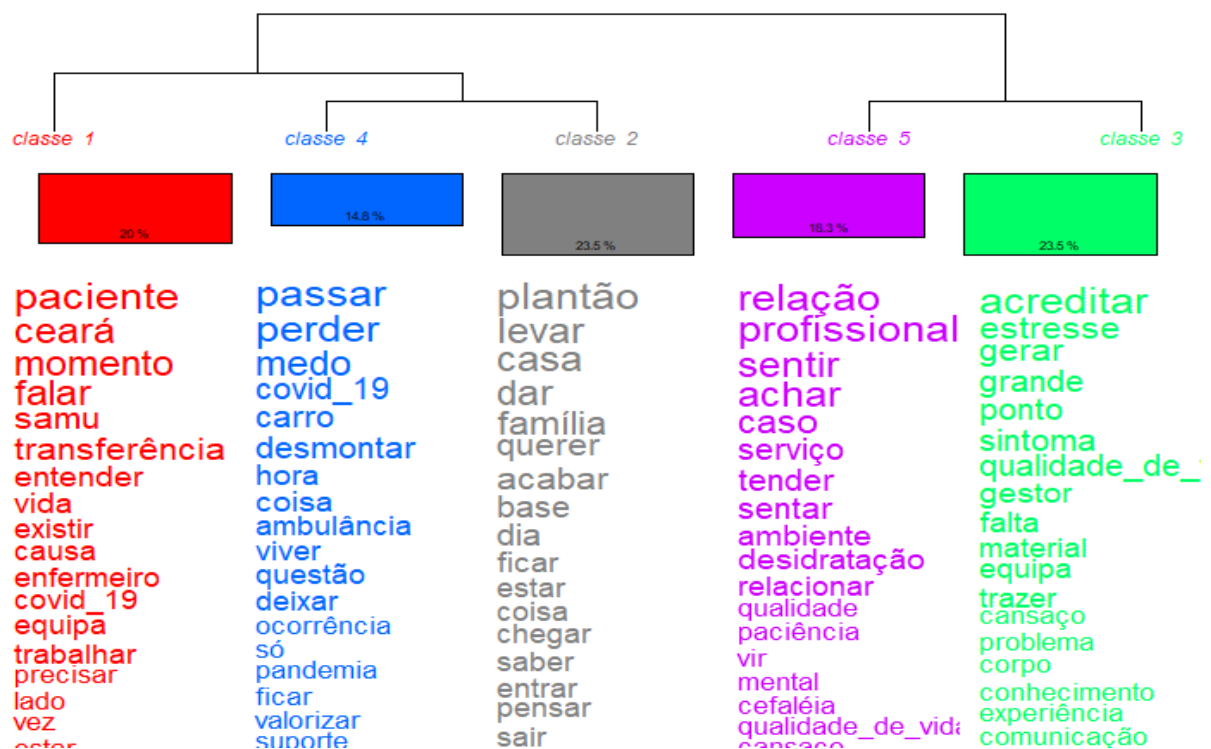 classe 1
classe 4
classe 2
classe 5
classe 3
20 %
14.8 %
23.5 %
18.3 %
23.5 %
paciente
ceará
momento
falar
samu
transferência
entender
vida
existir
causa
enfermeiro
covid_19
equipa
trabalhar
precisar
lado
vez
estar
passar
perder
medo
covid_19
carro
desmontar
hora
coisa
ambulância
viver
questão
deixar
ocorrência
só
pandemia
ficar
valorizar
suporte
plantão
levar
casa
dar
família
querer
acabar
base
dia
ficar
estar
coisa
chegar
saber
entrar
pensar
sair
relação
profissional
sentir
achar
caso
serviço
tender
sentar
ambiente
desidratação
relacionar
qualidade
paciência
vir
mental
cefaléia
qualidade_de_vida
cansaço
acreditar
estresse
gerar
grande
ponto
sintoma
qualidade_de_
gestor
falta
material
equipa
trazer
cansaço
problema
corpo
conhecimento
experiência
comunicação